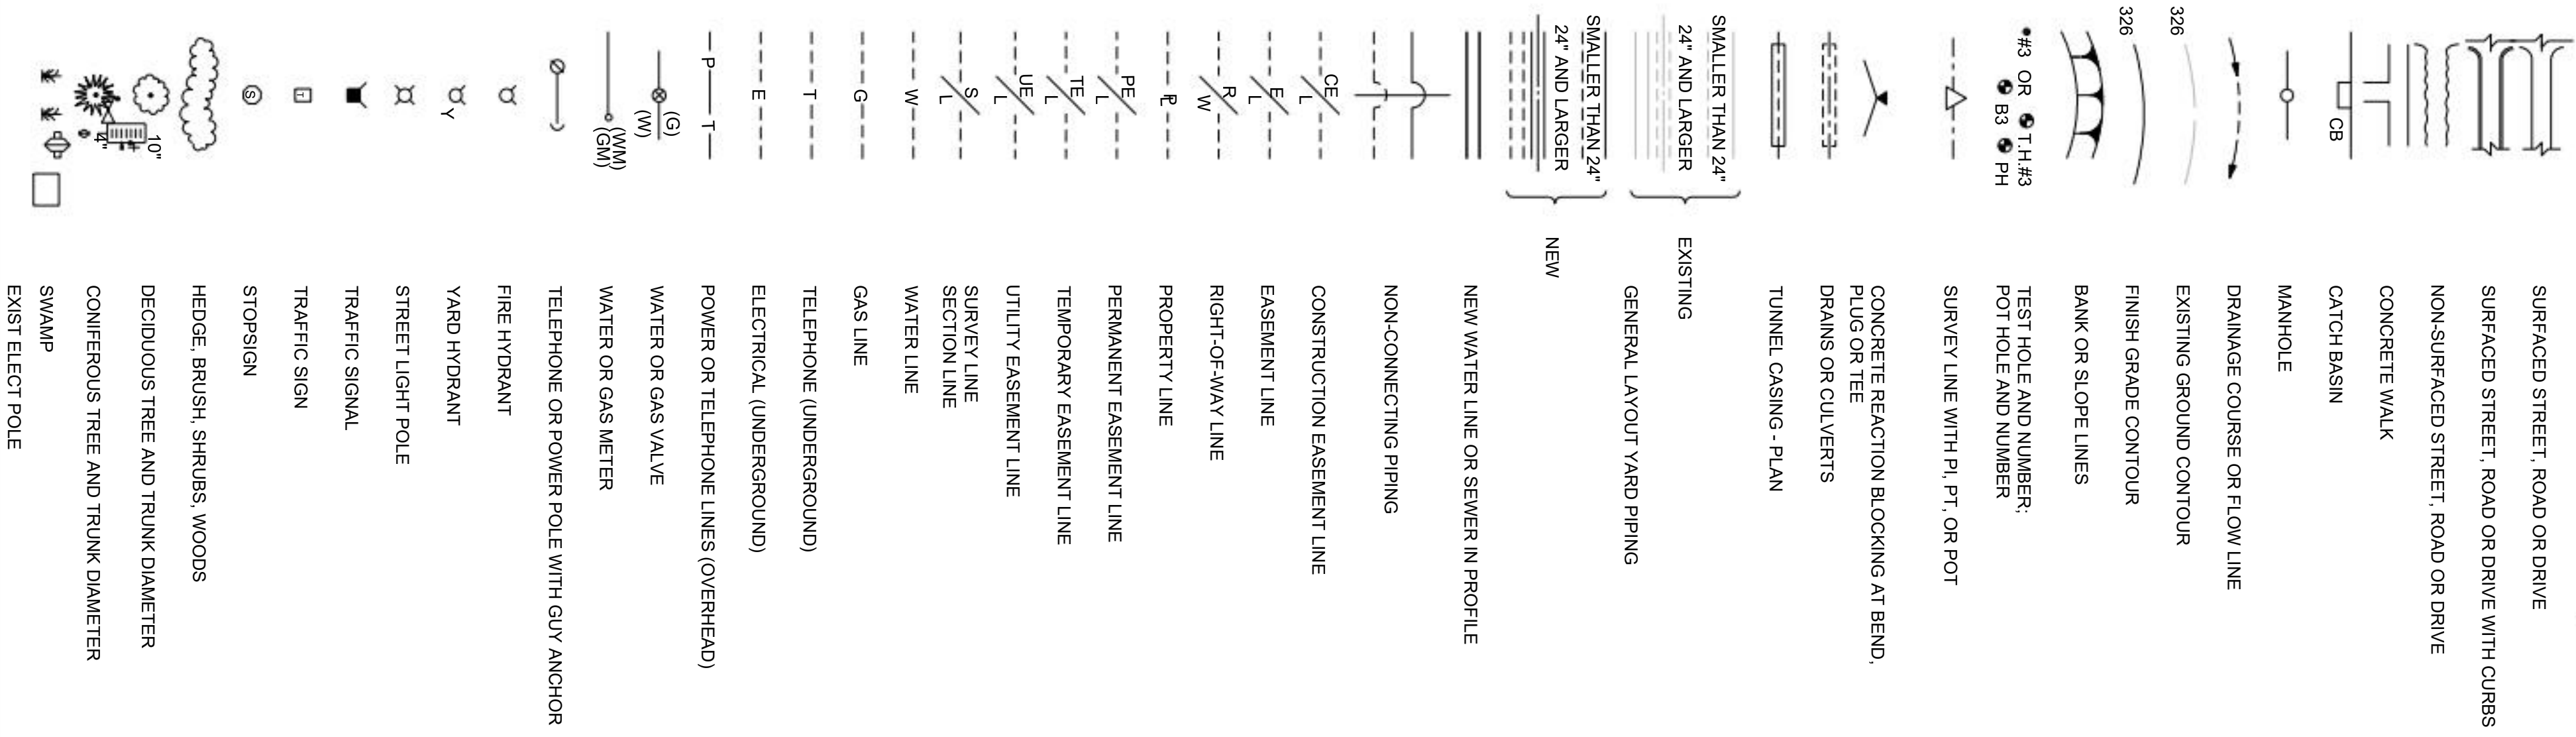 SURFACED STREET, ROAD OR DRIVE
SURFACED STREET, ROAD OR DRIVE WITH CURBS
NON-SURFACED STREET, ROAD OR DRIVE
CONCRETE WALK
CB
CATCH BASIN
MANHOLE
DRAINAGE COURSE OR FLOW LINE
326
EXISTING GROUND CONTOUR
326
FINISH GRADE CONTOUR
BANK OR SLOPE LINES
#3 OR T.H.#3
TEST HOLE AND NUMBER;
B3 PH
POT HOLE AND NUMBER
SURVEY LINE WITH PI, PT, OR POT
CONCRETE REACTION BLOCKING AT BEND,
PLUG OR TEE
DRAINS OR CULVERTS
TUNNEL CASING - PLAN
SMALLER THAN 24"
24" AND LARGER
EXISTING
GENERAL LAYOUT YARD PIPING
SMALLER THAN 24"
24" AND LARGER
NEW
NEW WATER LINE OR SEWER IN PROFILE
NON-CONNECTING PIPING
CE
L
CONSTRUCTION EASEMENT LINE
E
L
EASEMENT LINE
R
W
RIGHT-OF-WAY LINE
PROPERTY LINE
PE
L
PERMANENT EASEMENT LINE
TE
L
TEMPORARY EASEMENT LINE
UE
L
UTILITY EASEMENT LINE
S
L
SURVEY LINE
SECTION LINE
W
WATER LINE
G
GAS LINE
T
TELEPHONE (UNDERGROUND)
E
ELECTRICAL (UNDERGROUND)
P T
POWER OR TELEPHONE LINES (OVERHEAD)
(G)
(W)
WATER OR GAS VALVE
(WM)
(GM)
WATER OR GAS METER
TELEPHONE OR POWER POLE WITH GUY ANCHOR
FIRE HYDRANT
Y
YARD HYDRANT
STREET LIGHT POLE
TRAFFIC SIGNAL
T
TRAFFIC SIGN
S
STOPSIGN
HEDGE, BRUSH, SHRUBS, WOODS
10"
DECIDUOUS TREE AND TRUNK DIAMETER
4"
CONIFEROUS TREE AND TRUNK DIAMETER
SWAMP
EXIST ELECT POLE